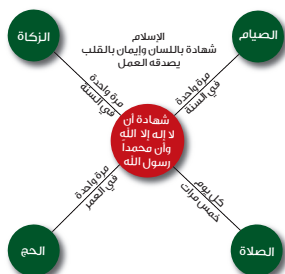 الإسلام
شهادة باللسان وإيمان بالقلب
يصدقه العمل
الصيام
الزكاة
مرة واحدة
في السنة
مرة واحدة
في السنة
شهادة أن
لا إله إلا الله
وأن محمداً
رسول الله
كل يوم
خمس مرات
مرة واحدة
في العمر
الصلاة
الحج